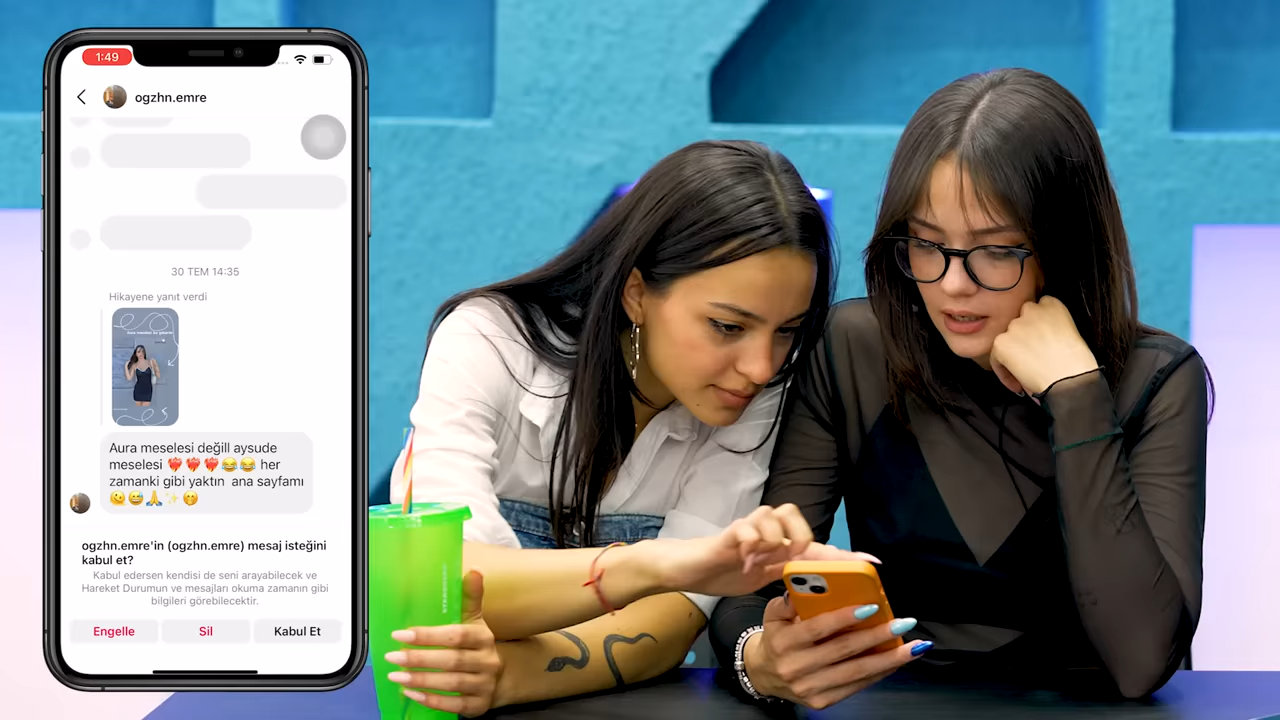 1:49
ogzhn.emre
30 TEM 14:35
Hikayene yanıt verdi
Aura meselesi değill aysude
meselesi ❤️‍🔥❤️‍🔥❤️‍🔥😂😂 her
zamanki gibi yaktın ana sayfamı
🫠😅🙏✨🤭
ogzhn.emre'in (ogzhn.emre) mesaj isteğini
kabul et?
Kabul edersen kendisi de seni arayabilecek ve
Hareket Durumun ve mesajları okuma zamanın gibi
bilgileri görebilecektir.
Engelle
Sil
Kabul Et